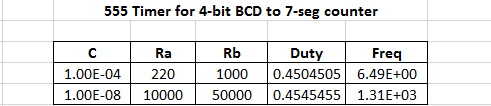 555 Timer for 4-bit BCD to 7-seg counter
C Ra Rb Duty Freq
1.00E-04 220 1000 0.4504505 6.49E+00
1.00E-08 10000 50000 0.4545455 1.31E+03